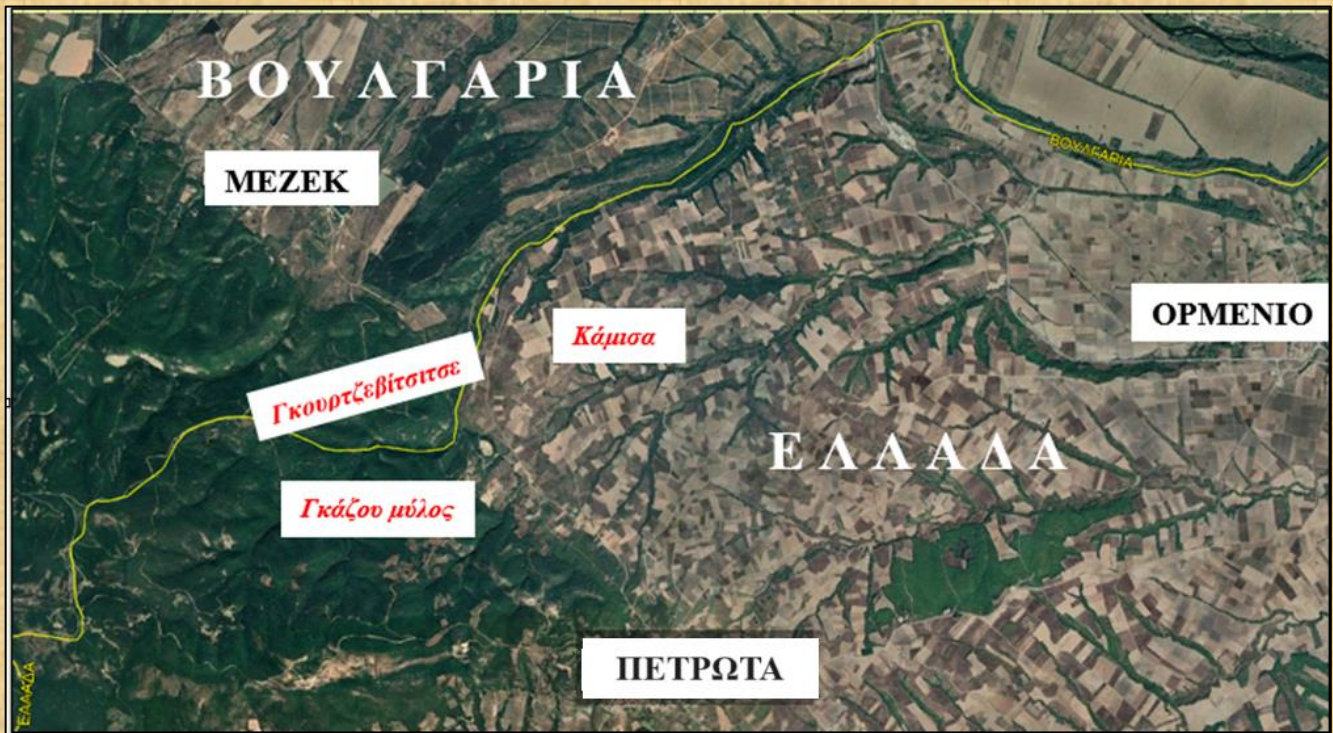 ΒΟΥΛΓΑΡΙΑ
ΜΕΖΕΚ
ΒΟΥΛΓΑΡΙΑ
ΟΡΜΕΝΙΟ
Κάμισα
Γκουρτζεβίτσιτσε
ΕΛΛΑΔΑ
Γκάζου μύλος
ΠΕΤΡΩΤΑ
ΕΛΛΑΔΑ